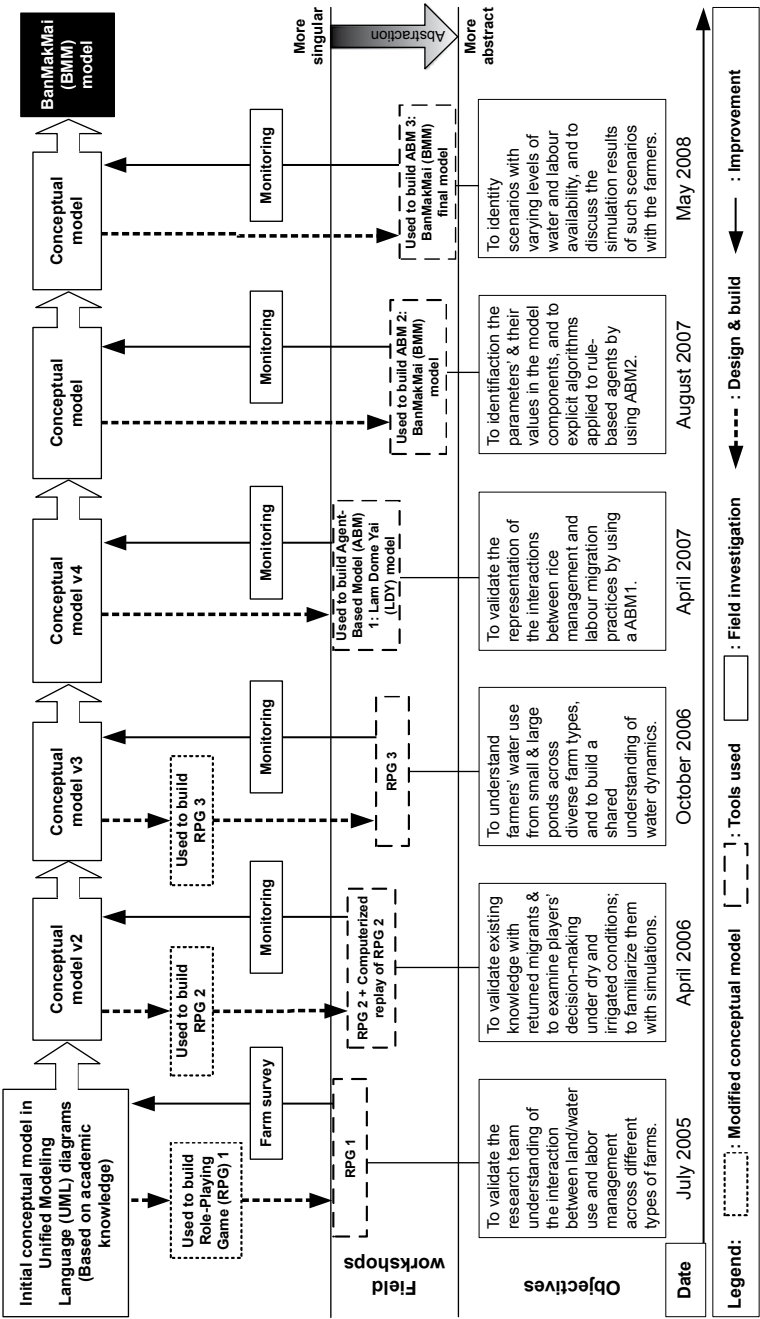 Initial conceptual model in
Unified Modeling
Language (UML) diagrams
(Based on academic
knowledge)
Conceptual
model v2
Conceptual
model v3
Conceptual
model v4
Conceptual
model
Conceptual
model
BanMakMai
(BMM)
model
Used to build
Role-Playing
Game (RPG) 1
Farm survey
Used to build
RPG 2
Monitoring
Used to build
RPG 3
Monitoring
Monitoring
Monitoring
Monitoring
More
singular
Abstraction
More
abstract
Field
workshops
RPG 1
RPG 2 + Computerized
replay of RPG 2
RPG 3
Used to build Agent-
Based Model (ABM)
1: Lam Dome Yai
(LDY) model
Used to build ABM 2:
BanMakMai (BMM)
model
Used to build ABM 3:
BanMakMai (BMM)
final model
Objectives
To validate the
research team
understanding of
the interaction
between land/water
use and labor
management
across different
types of farms.
To validate existing
knowledge with
returned migrants &
to examine players'
decision-making
under dry and
irrigated conditions;
to familiarize them
with simulations.
To understand
farmers' water use
from small & large
ponds across
diverse farm types,
and to build a
shared
understanding of
water dynamics.
To validate the
representation of
the interactions
between rice
management and
labour migration
practices by using
a ABM1.
To identifiaction the
parameters' & their
values in the model
components, and to
explicit algorithms
applied to rule-
based agents by
using ABM2.
To identity
scenarios with
varying levels of
water and labour
availability, and to
discuss the
simulation results
of such scenarios
with the farmers.
Date
July 2005
April 2006
October 2006
April 2007
August 2007
May 2008
Legend:
: Modified conceptual model
: Tools used
: Field investigation
: Design & build
: Improvement